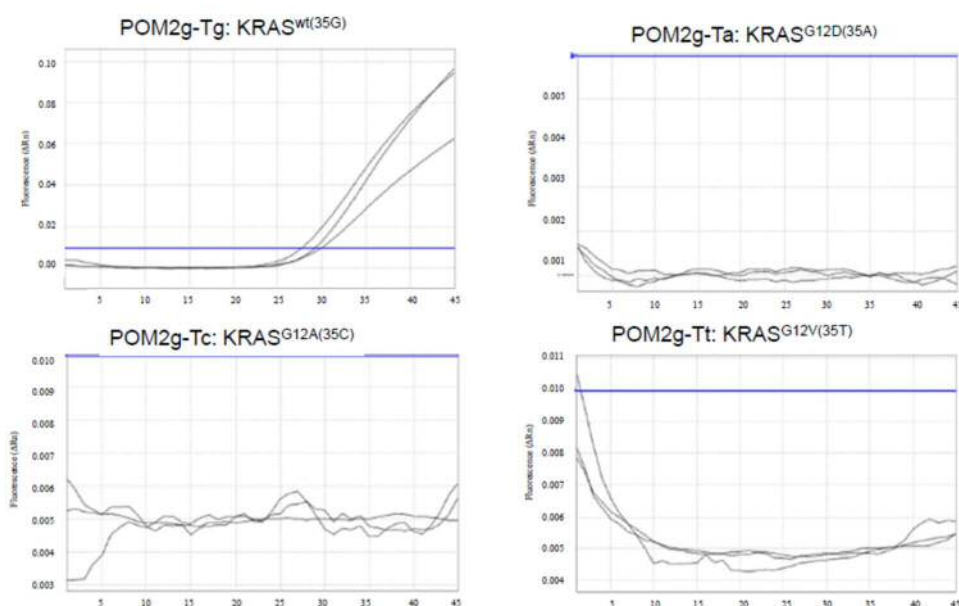 POM2g-Tg: KRASwt(35G)
0.10
0.08
0.06
0.04
0.02
0.00
Fluorescence (ΔRn)
5 10 15 20 25 30 35 40 45
POM2g-Ta: KRASG12D(35A)
0.005
0.004
0.003
0.002
0.001
Fluorescence (ΔRn)
5 10 15 20 25 30 35 40 45
POM2g-Tc: KRASG12A(35C)
0.010
0.009
0.008
0.007
0.006
0.005
0.004
0.003
Fluorescence (ΔRn)
5 10 15 20 25 30 35 40 45
POM2g-Tt: KRASG12V(35T)
0.011
0.010
0.009
0.008
0.007
0.006
0.005
0.004
Fluorescence (ΔRn)
5 10 15 20 25 30 35 40 45